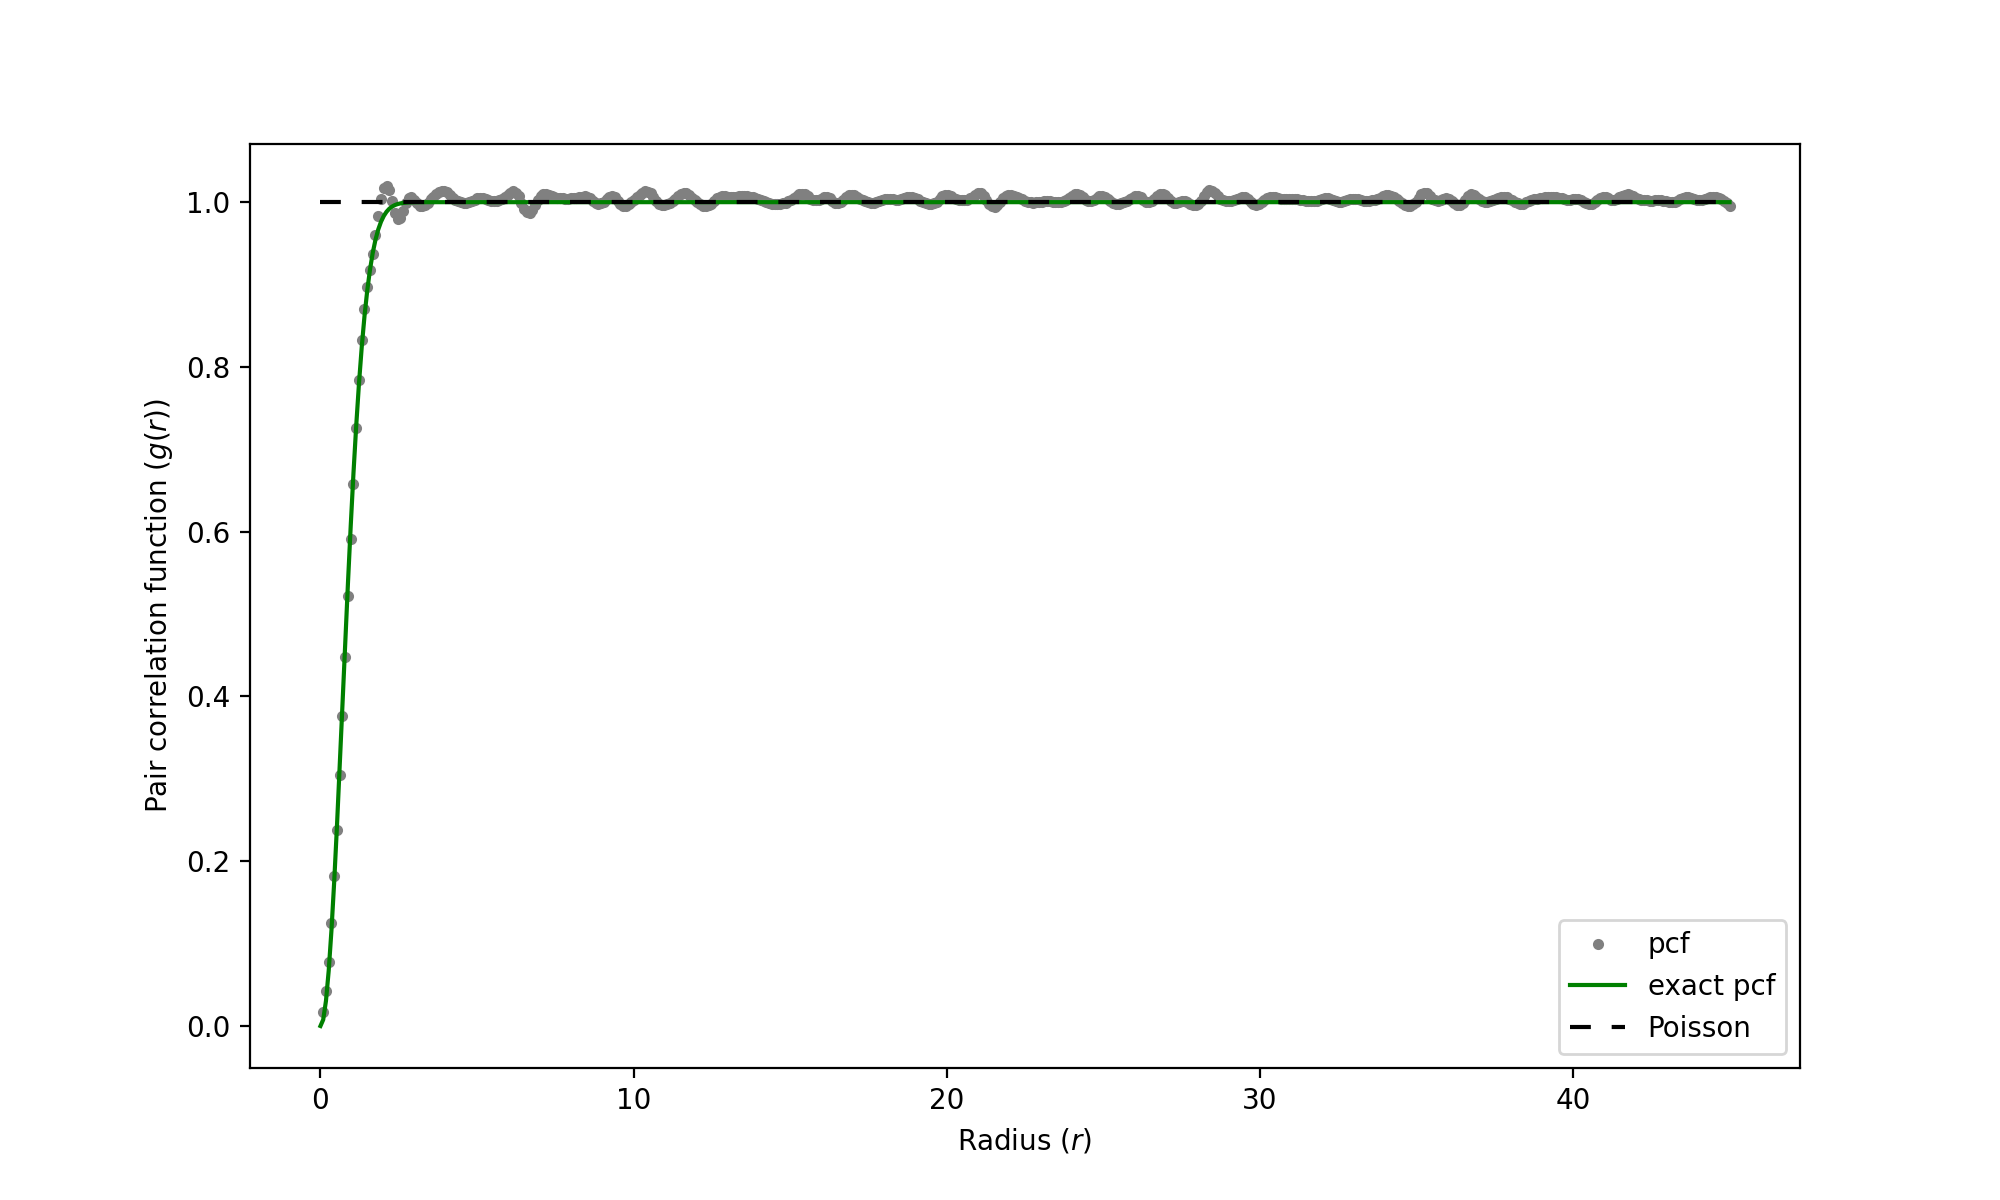 Pair correlation function (g(r))
1.0
0.8
0.6
0.4
0.2
0.0
0
10
20
30
40
Radius (r)
pcf
exact pcf
Poisson